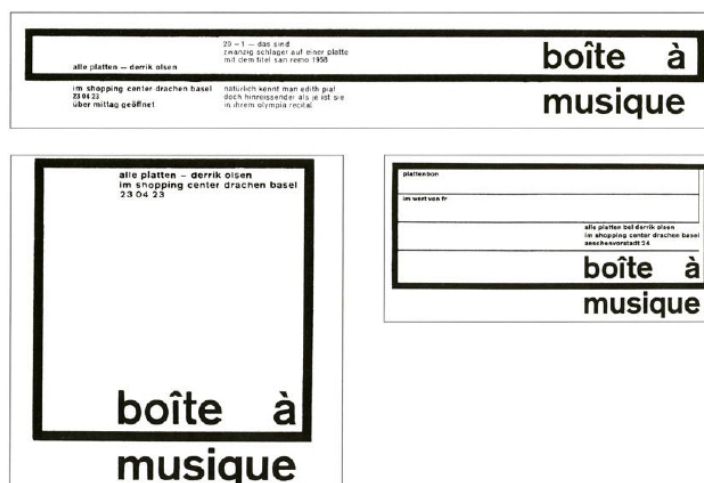 20 – 1 – das sind
zwanzig schlager auf einer platte
mit dem titel san remo 1958
alle platten – derrik olsen
boîte à
im shopping center drachen basel
23 04 23
über mittag geöffnet
natürlich kennt man edith piaf
doch hinreissender als je ist sie
in ihrem olympia recital
musique
alle platten – derrik olsen
im shopping center drachen basel
23 04 23
boîte à
musique
plattenbon
im wert von fr
alle platten bei derrik olsen
im shopping center drachen basel
aeschenvorstadt 24
boîte à
musique